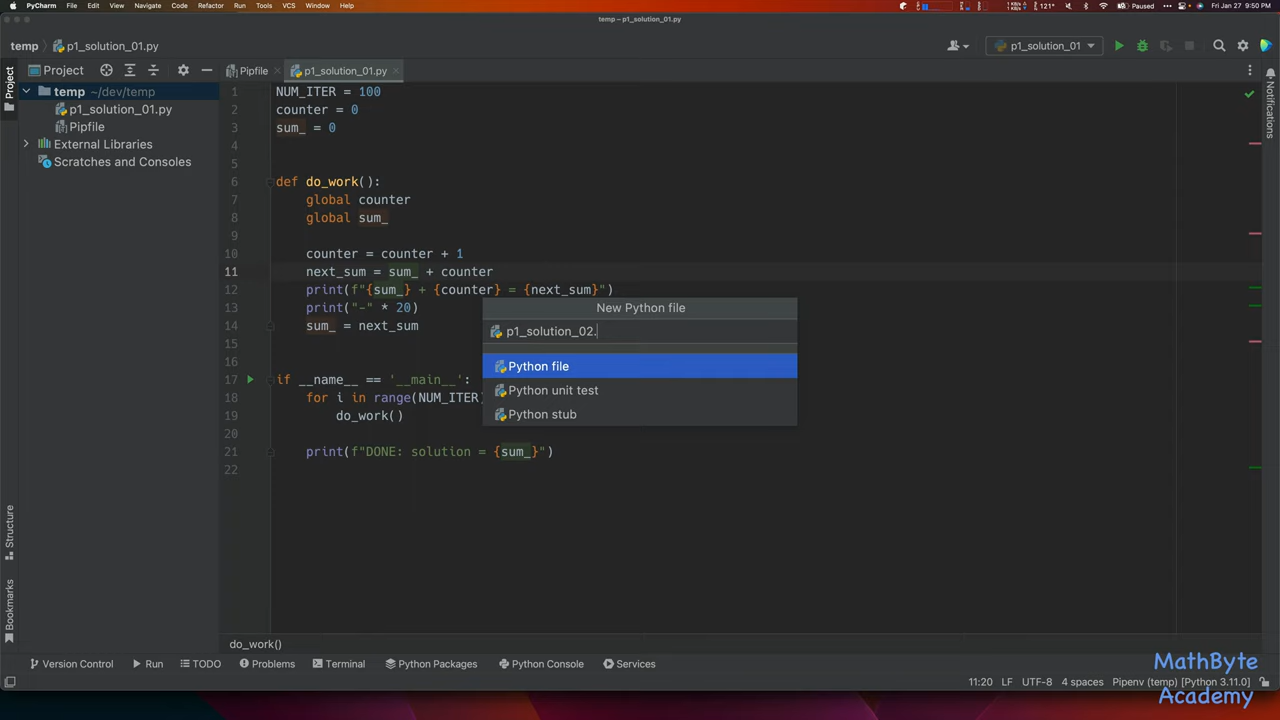 PyCharm File Edit View Navigate Code Refactor Run Tools VCS Window Help 121° Paused Fri Jan 27 9:50 PM
temp – p1_solution_01.py
temp p1_solution_01.py p1_solution_01
Project Pipfile p1_solution_01.py
Project
Notifications
temp ~/dev/temp
p1_solution_01.py
Pipfile
External Libraries
Scratches and Consoles
1 NUM_ITER = 100
2 counter = 0
3 sum_ = 0
4
5
6 def do_work():
7 global counter
8 global sum_
9
10 counter = counter + 1
11 next_sum = sum_ + counter
12 print(f"{sum_} + {counter} = {next_sum}")
13 print("-" * 20)
14 sum_ = next_sum
15
16
17 if __name__ == '__main__':
18 for i in range(NUM_ITER)
19 do_work()
20
21 print(f"DONE: solution = {sum_}")
22
New Python file
p1_solution_02.
Python file
Python unit test
Python stub
Structure
Bookmarks
do_work()
Version Control Run TODO Problems Terminal Python Packages Python Console Services
11:20 LF UTF-8 4 spaces Pipenv (temp) [Python 3.11.0]
MathByte
Academy